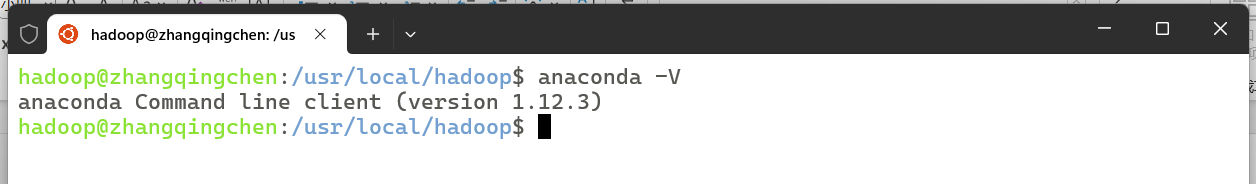 hadoop@zhangqingchen: /us
hadoop@zhangqingchen:/usr/local/hadoop$ anaconda -V
anaconda Command line client (version 1.12.3)
hadoop@zhangqingchen:/usr/local/hadoop$